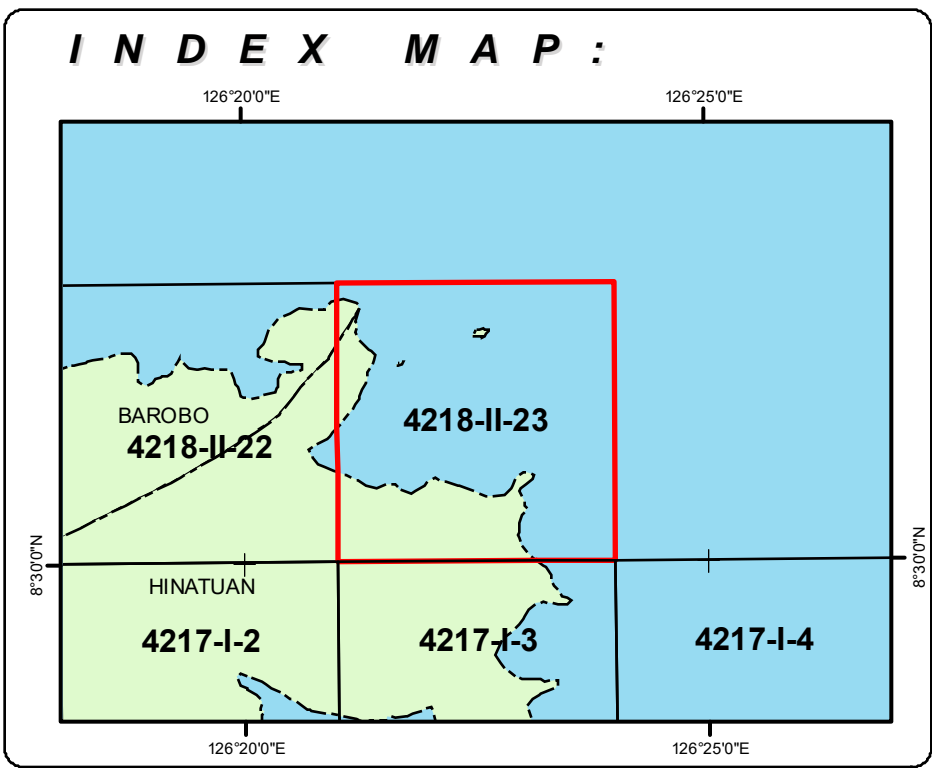 INDEX MAP:
126°20'0"E 126°25'0"E
BAROBO
4218-II-22
4218-II-23
8°30'0"N
8°30'0"N
HINATUAN
4217-I-2
4217-I-3
4217-I-4
126°20'0"E 126°25'0"E